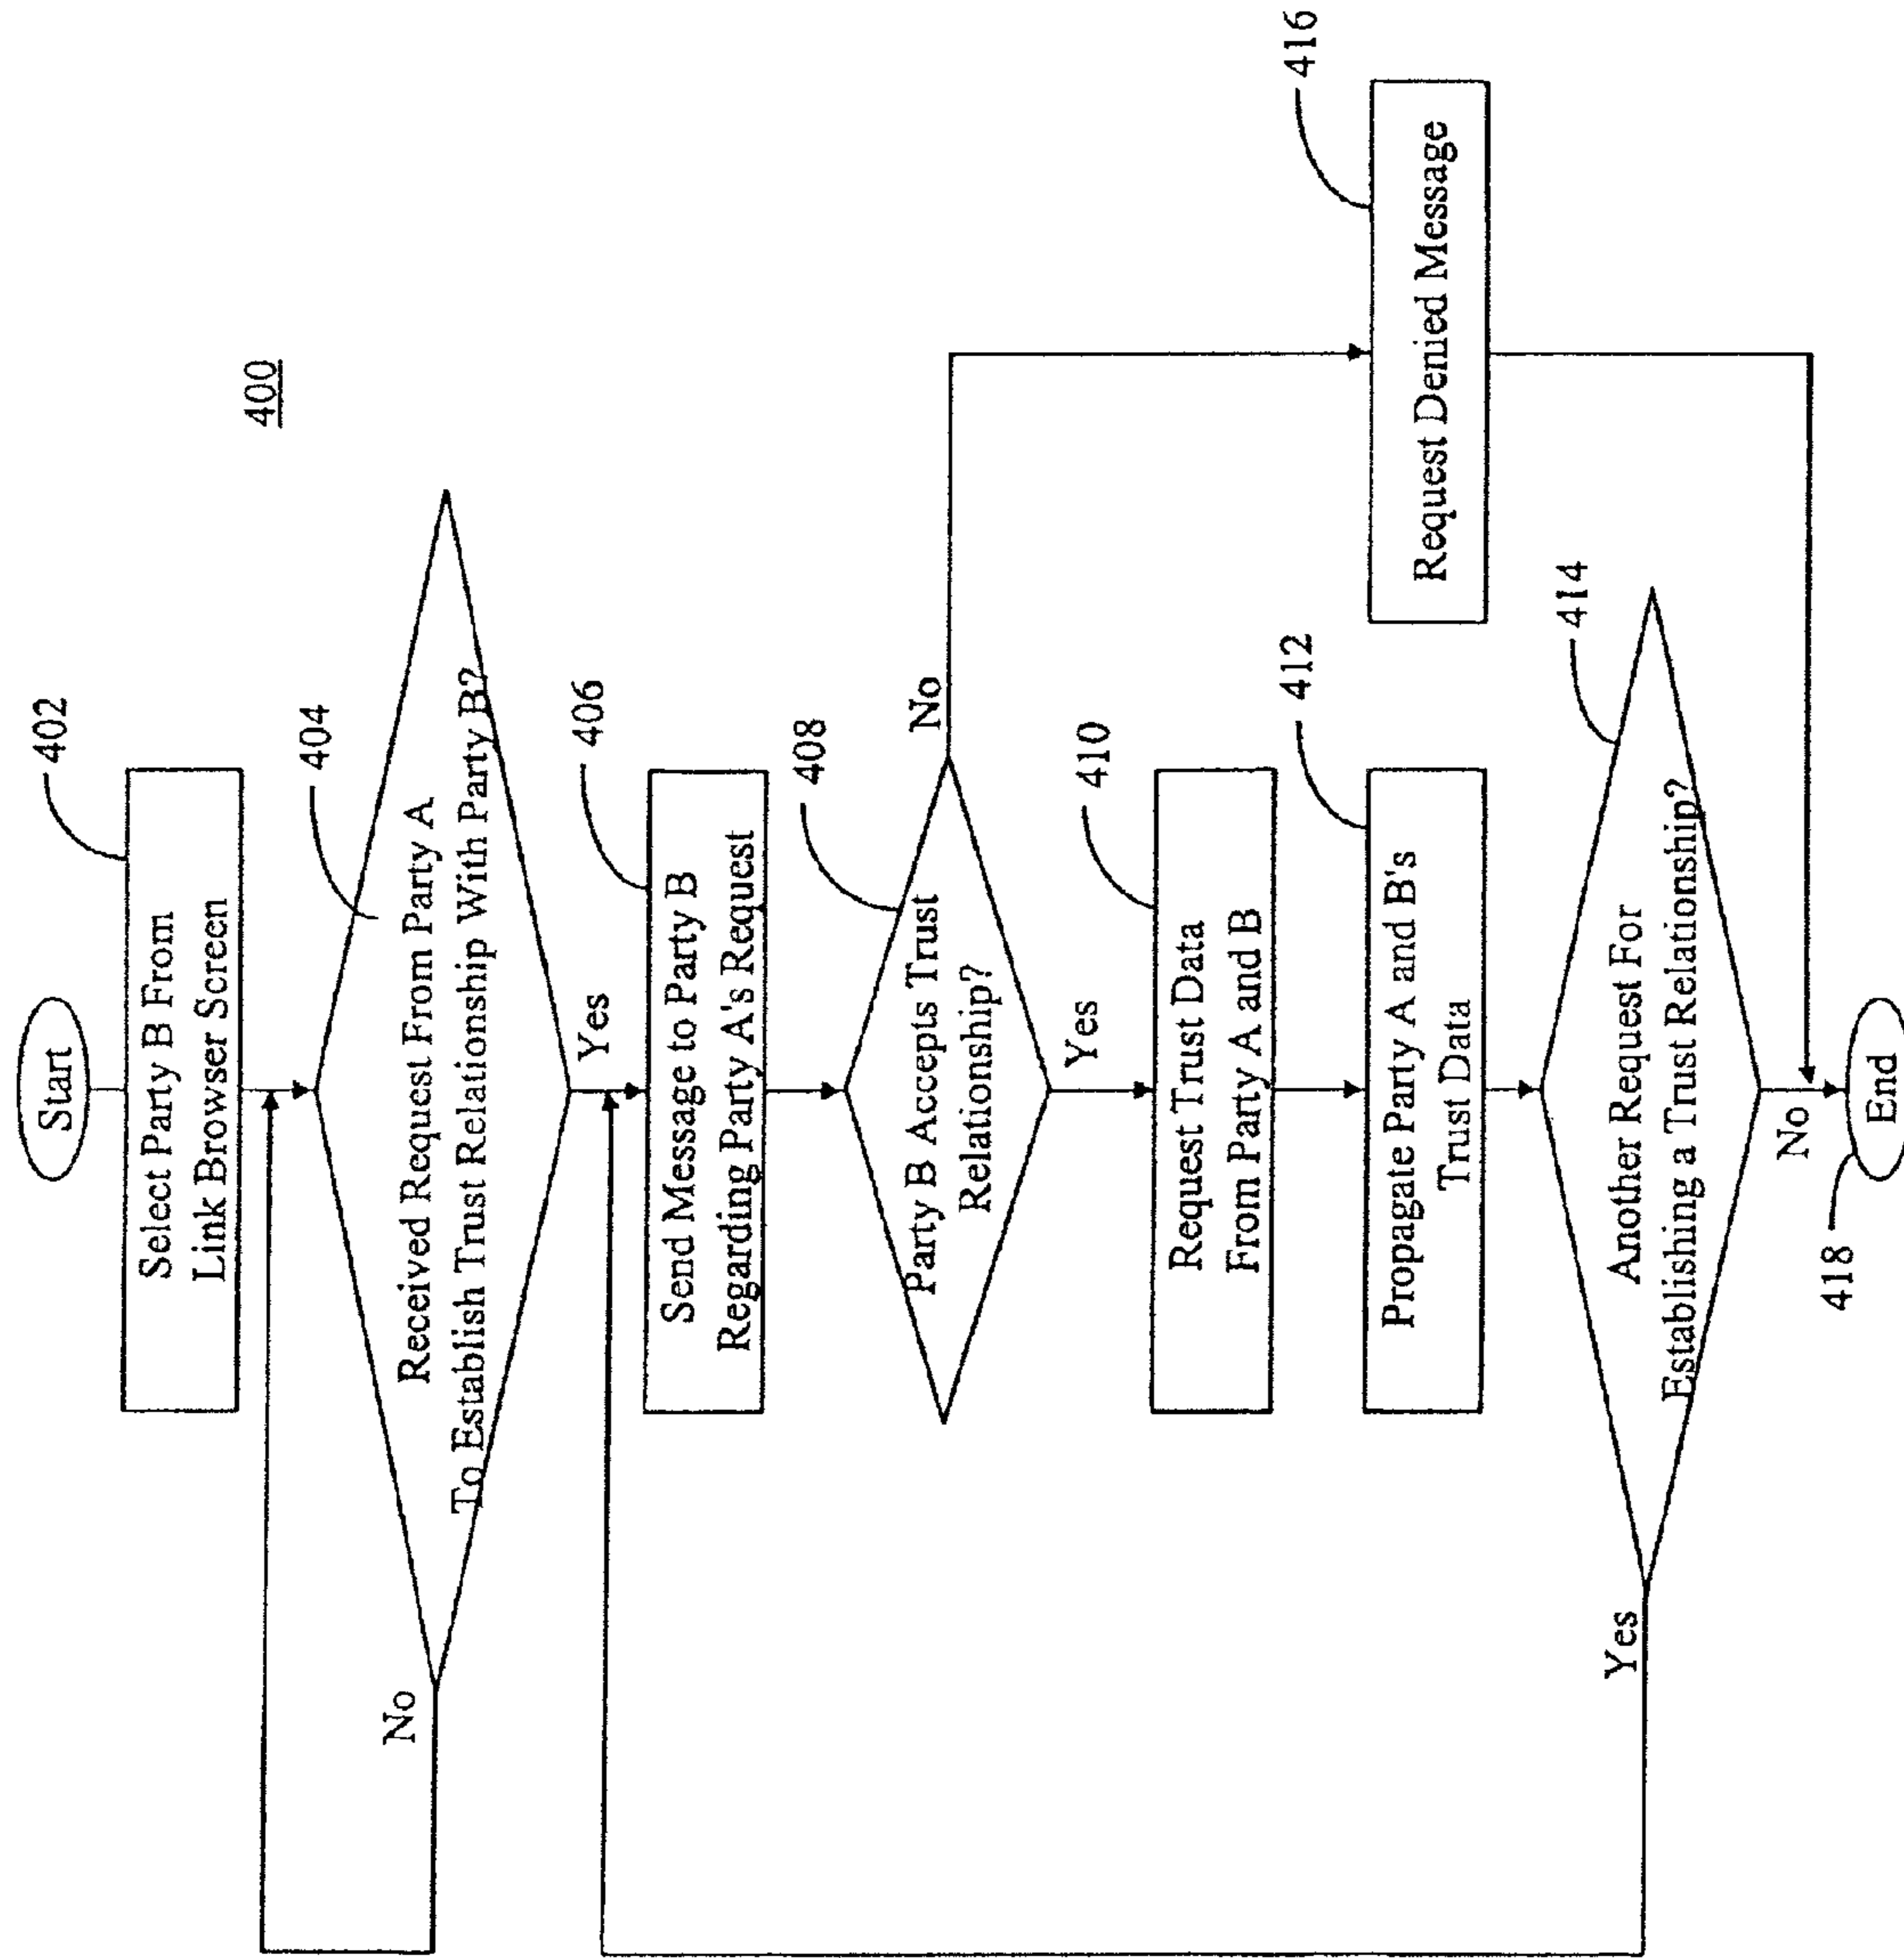 400
Start
402
Select Party B From
Link Browser Screen
404
Received Request From Party A
To Establish Trust Relationship With Party B?
No
Yes
406
Send Message to Party B
Regarding Party A's Request
408
Party B Accepts Trust
Relationship?
No
Yes
410
Request Trust Data
From Party A and B
412
Propagate Party A and B's
Trust Data
416
Request Denied Message
414
Another Request For
Establishing a Trust Relationship?
Yes
No
418
End